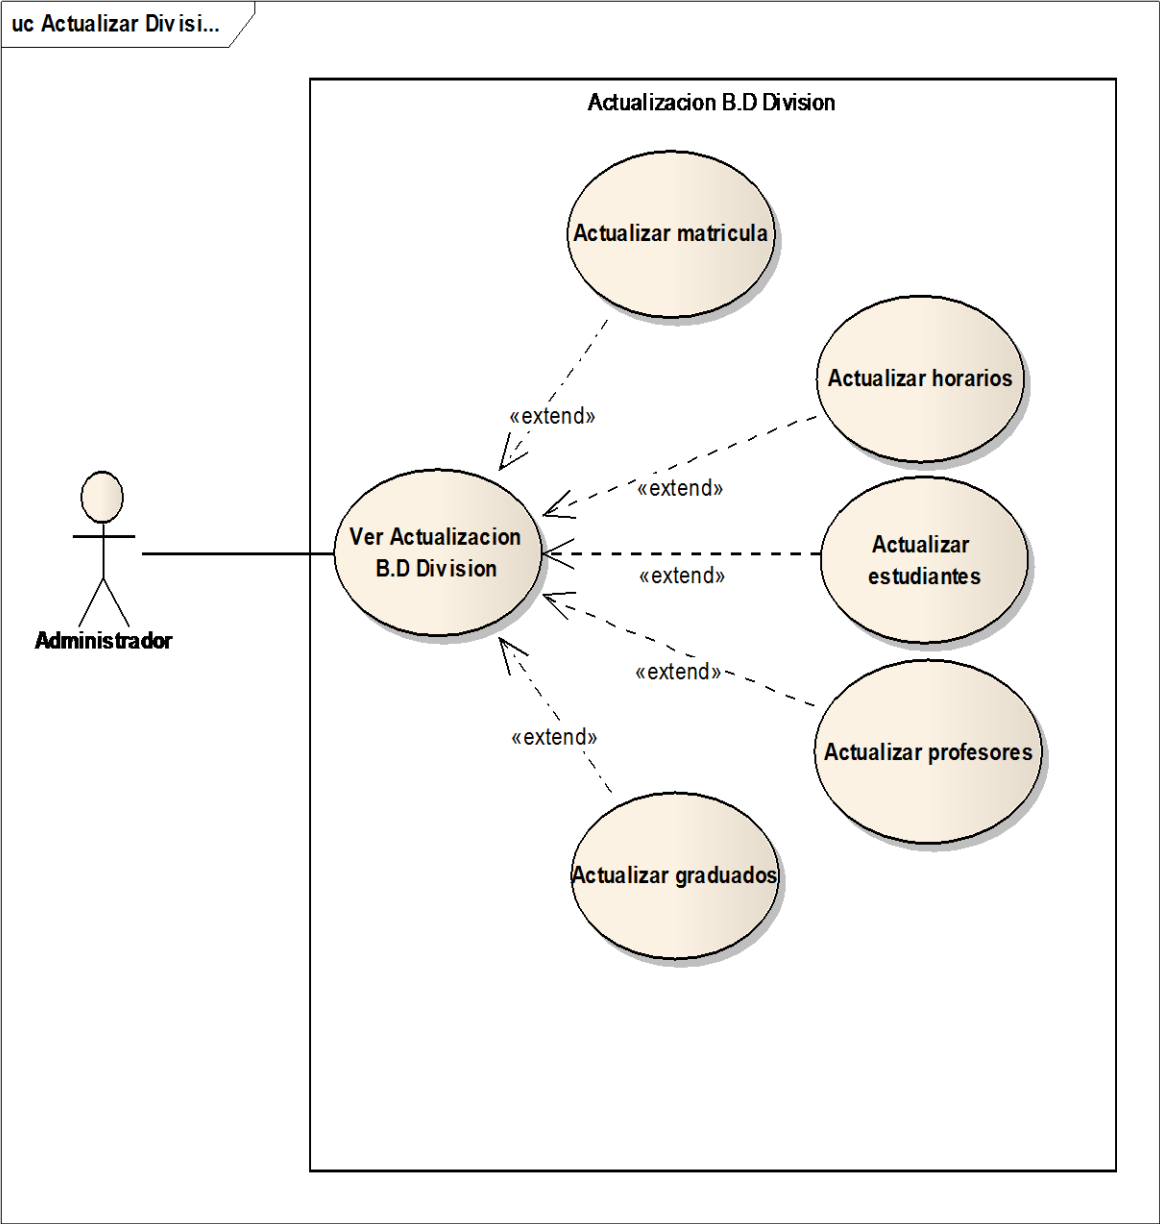 uc Actualizar Divisi...
Actualizacion B.D Division
Actualizar matricula
Actualizar horarios
«extend»
«extend»
Ver Actualizacion
B.D Division
Actualizar
estudiantes
«extend»
Administrador
«extend»
Actualizar profesores
«extend»
Actualizar graduados